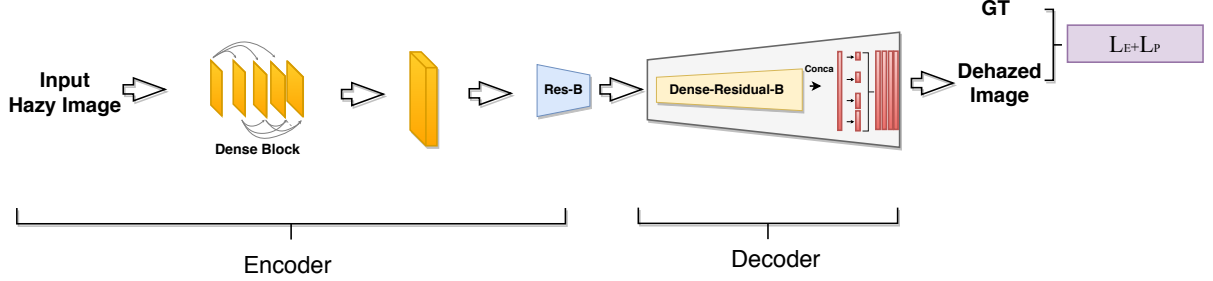 Input
Hazy Image
Dense Block
Res-B
Dense-Residual-B
Conca
GT
Dehazed
Image
LE+LP
Encoder
Decoder